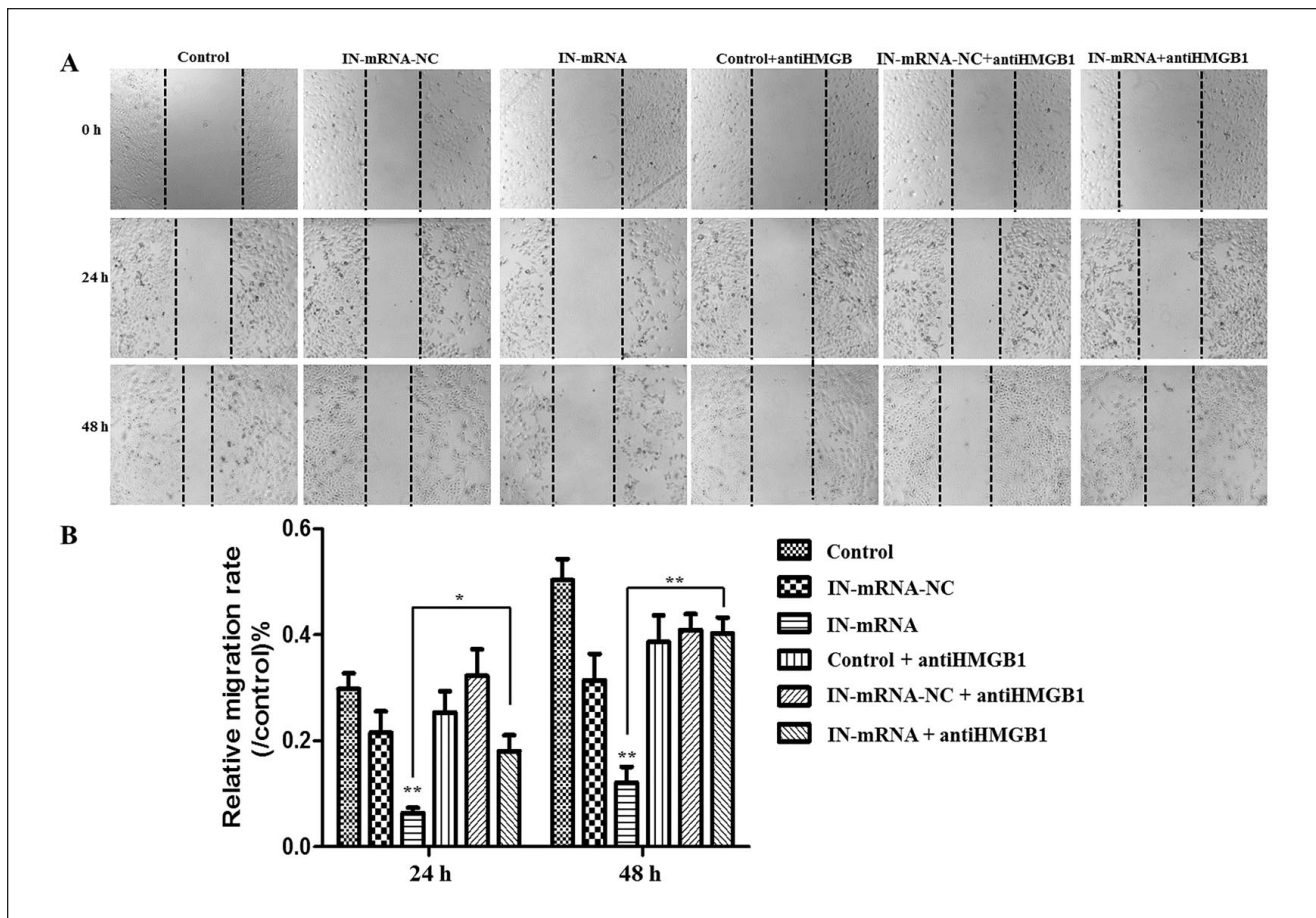 A
Control
IN-mRNA-NC
IN-mRNA
Control+antiHMGB
IN-mRNA-NC+antiHMGB1
IN-mRNA+antiHMGB1
0 h
24 h
48 h
B
Relative migration rate
(/control)%
0.6
0.4
0.2
0.0
*
**
**
**
24 h
48 h
Control
IN-mRNA-NC
IN-mRNA
Control + antiHMGB1
IN-mRNA-NC + antiHMGB1
IN-mRNA + antiHMGB1